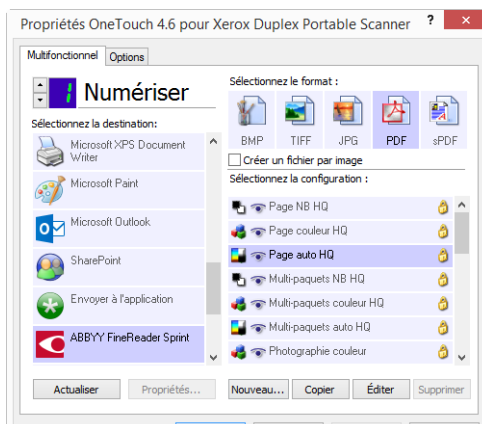 Propriétés OneTouch 4.6 pour Xerox Duplex Portable Scanner ? ×
Multifonctionnel Options
1 Numériser
Sélectionnez la destination:
Microsoft XPS Document
Writer
Microsoft Paint
Microsoft Outlook
SharePoint
Envoyer à l'application
ABBYY FineReader Sprint
Actualiser Propriétés...
Sélectionnez le format :
BMP TIFF JPG PDF sPDF
Créer un fichier par image
Sélectionnez la configuration :
Page NB HQ
Page couleur HQ
Page auto HQ
Multi-paquets NB HQ
Multi-paquets couleur HQ
Multi-paquets auto HQ
Photographie couleur
Nouveau... Copier Éditer Supprimer